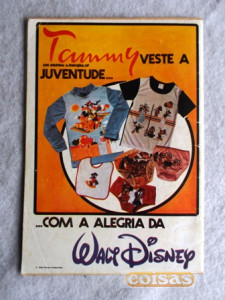 Tammy VESTE A
JUVENTUDE...
...COM A ALEGRIA DA
WALT DISNEY
coisas